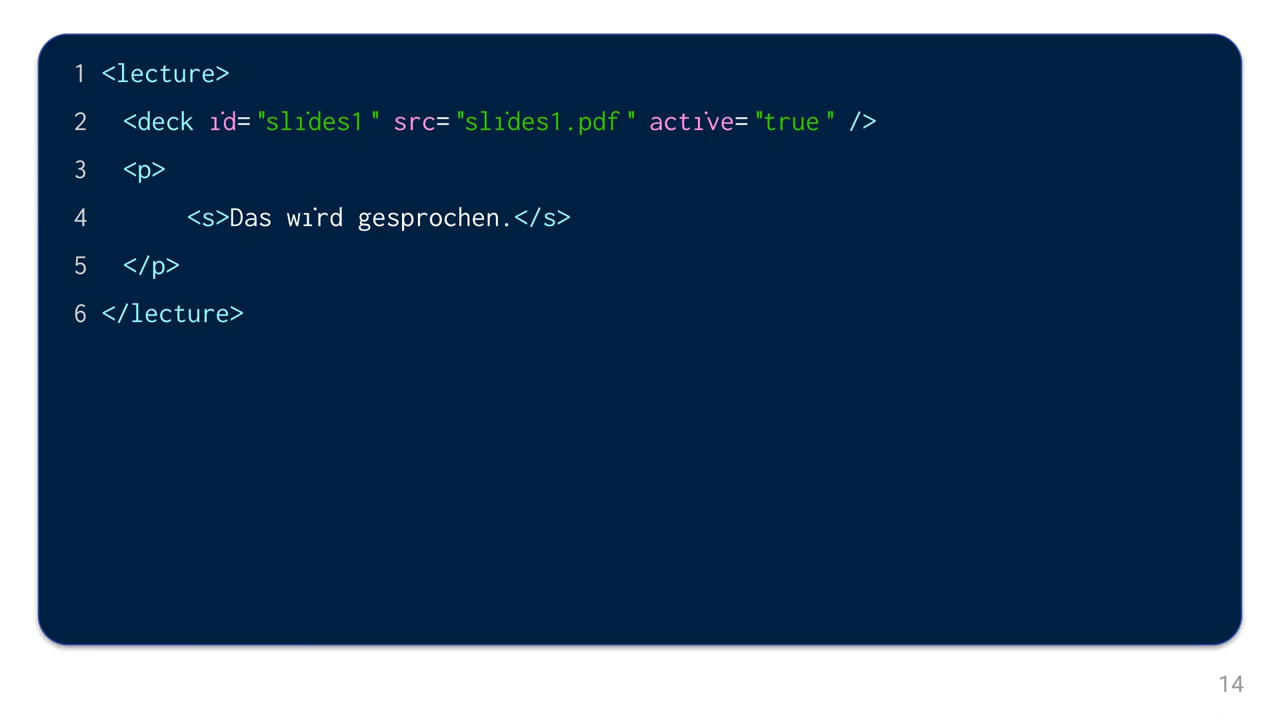 1 <lecture>
2 <deck id="slides1" src="slides1.pdf" active="true" />
3 <p>
4 <s>Das wird gesprochen.</s>
5 </p>
6 </lecture>
14